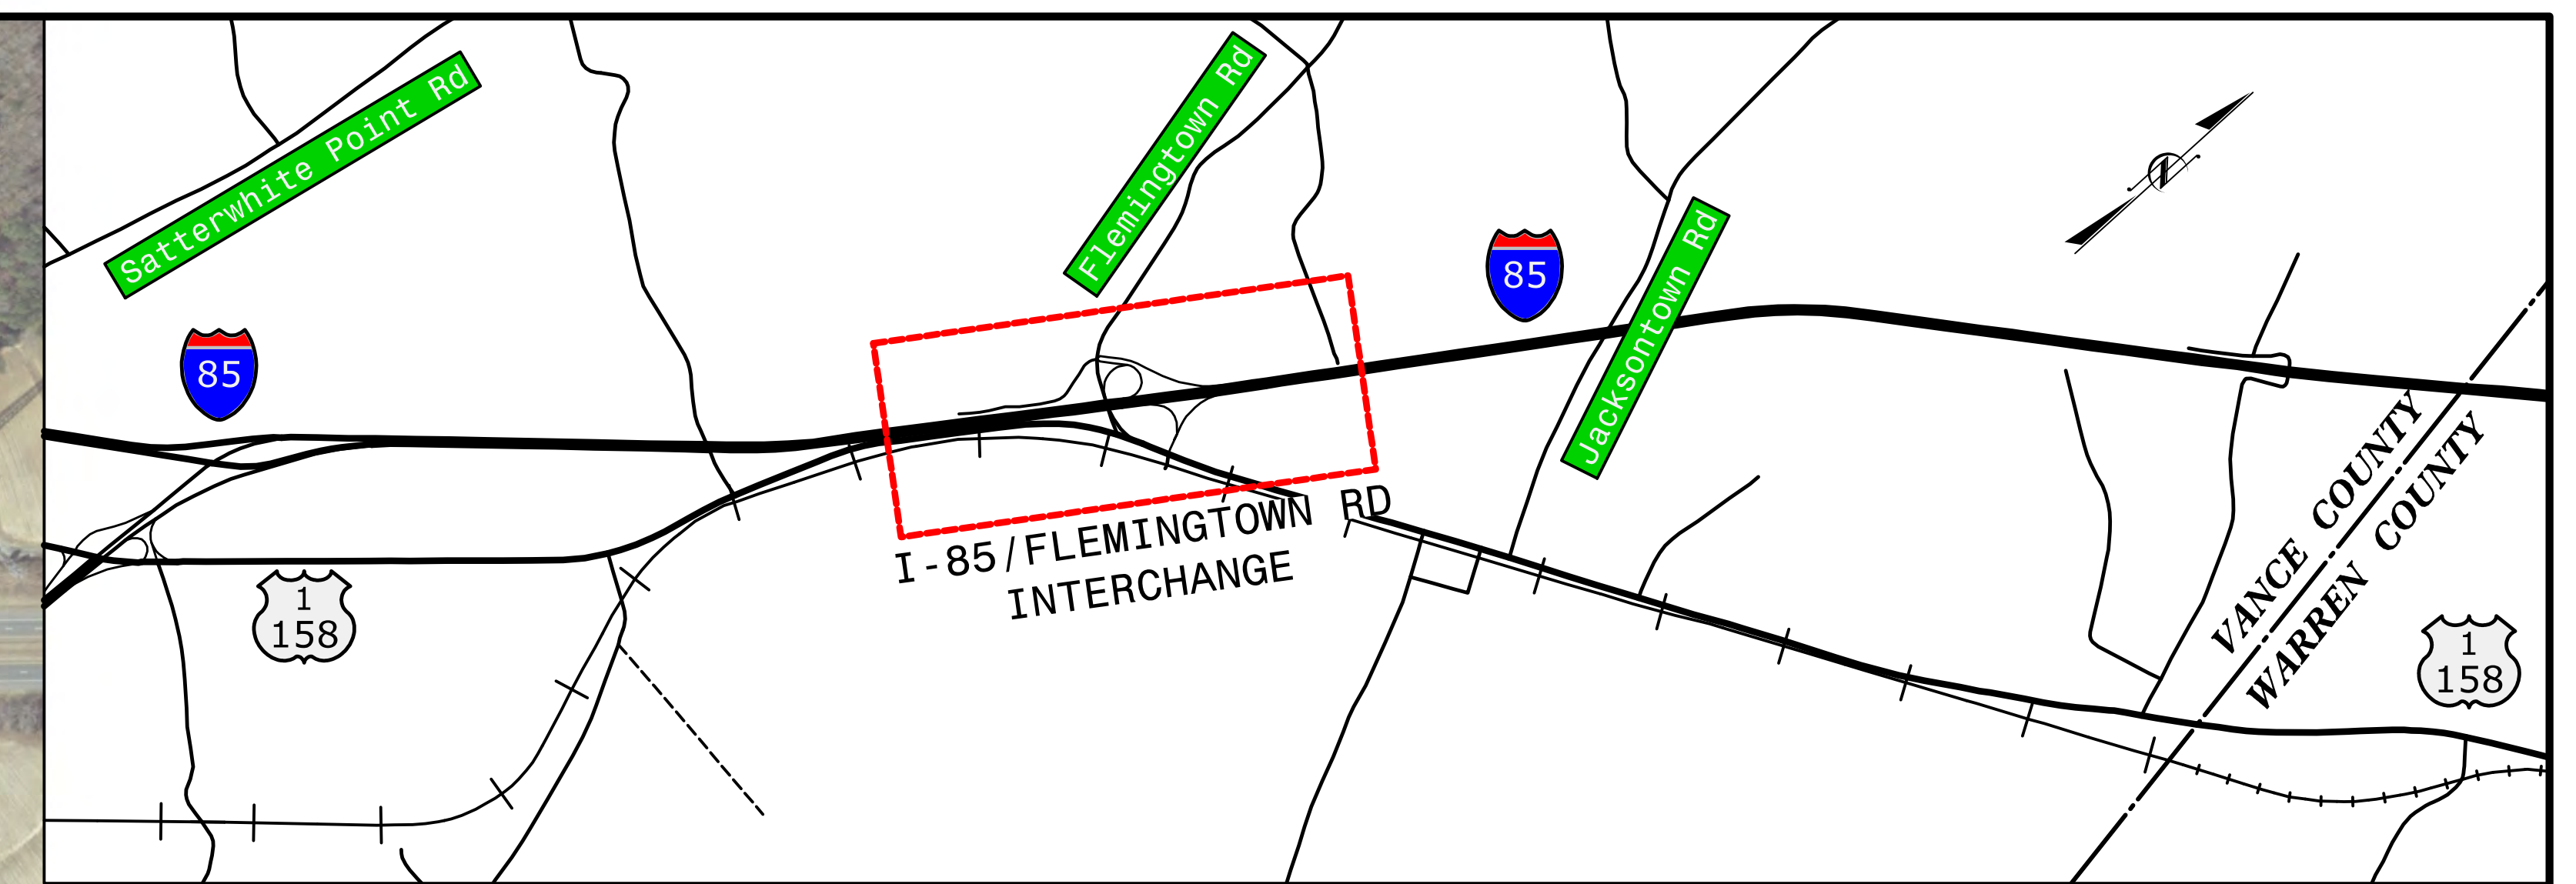 Satterwhite Point Rd
Flemingtown Rd
N
85
85
Jacksontown Rd
I-85/FLEMINGTOWN RD
INTERCHANGE
VANCE COUNTY
WARREN COUNTY
1
158
1
158